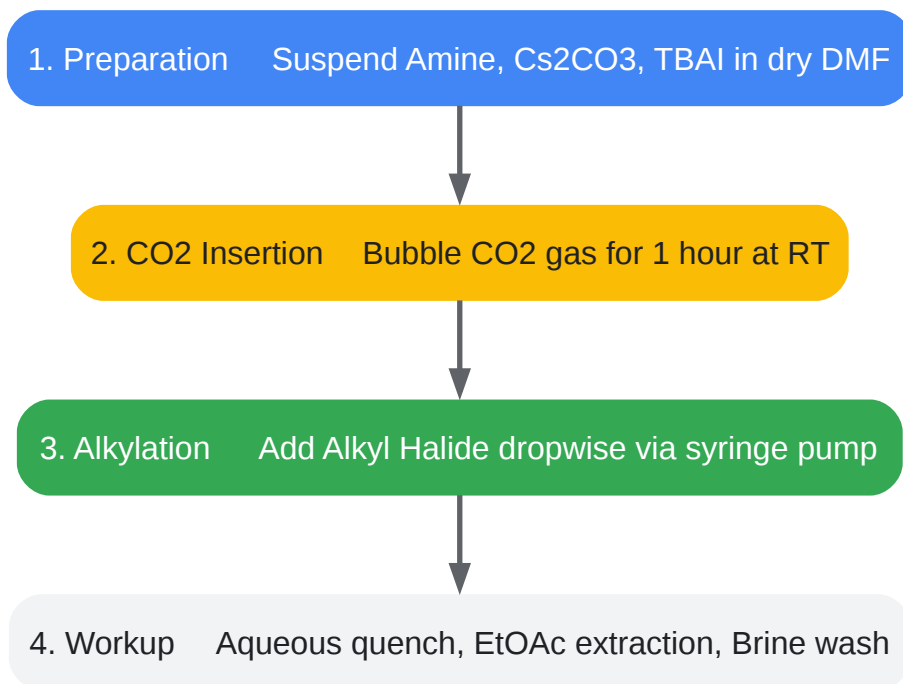 1. Preparation Suspend Amine, Cs2CO3, TBAI in dry DMF
2. CO2 Insertion Bubble CO2 gas for 1 hour at RT
3. Alkylation Add Alkyl Halide dropwise via syringe pump
4. Workup Aqueous quench, EtOAc extraction, Brine wash